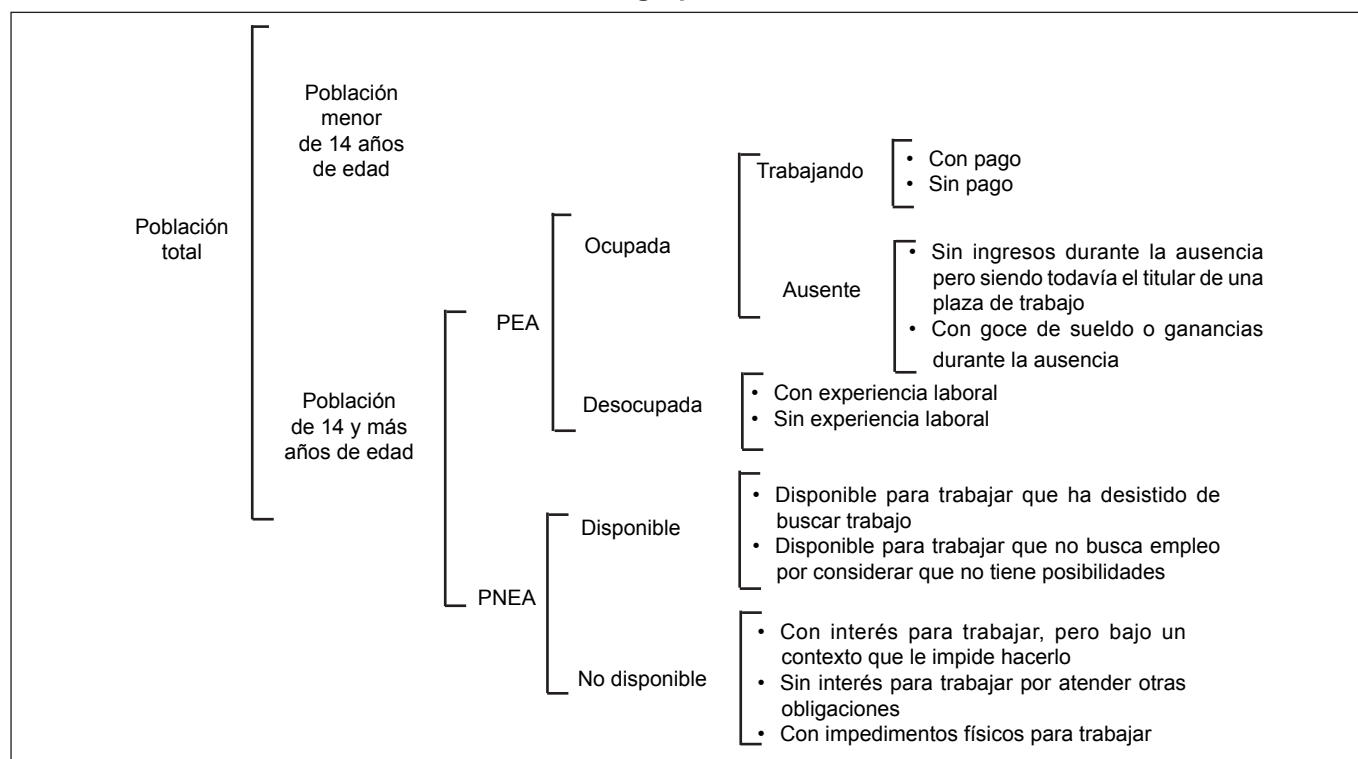 Población
total
Población
menor
de 14 años
de edad
Población
de 14 y más
años de edad
PEA
Ocupada
Trabajando
• Con pago
• Sin pago
Ausente
• Sin ingresos durante la ausencia
pero siendo todavía el titular de una
plaza de trabajo
• Con goce de sueldo o ganancias
durante la ausencia
Desocupada
• Con experiencia laboral
• Sin experiencia laboral
PNEA
Disponible
• Disponible para trabajar que ha desistido de
buscar trabajo
• Disponible para trabajar que no busca empleo
por considerar que no tiene posibilidades
No disponible
• Con interés para trabajar, pero bajo un
contexto que le impide hacerlo
• Sin interés para trabajar por atender otras
obligaciones
• Con impedimentos físicos para trabajar